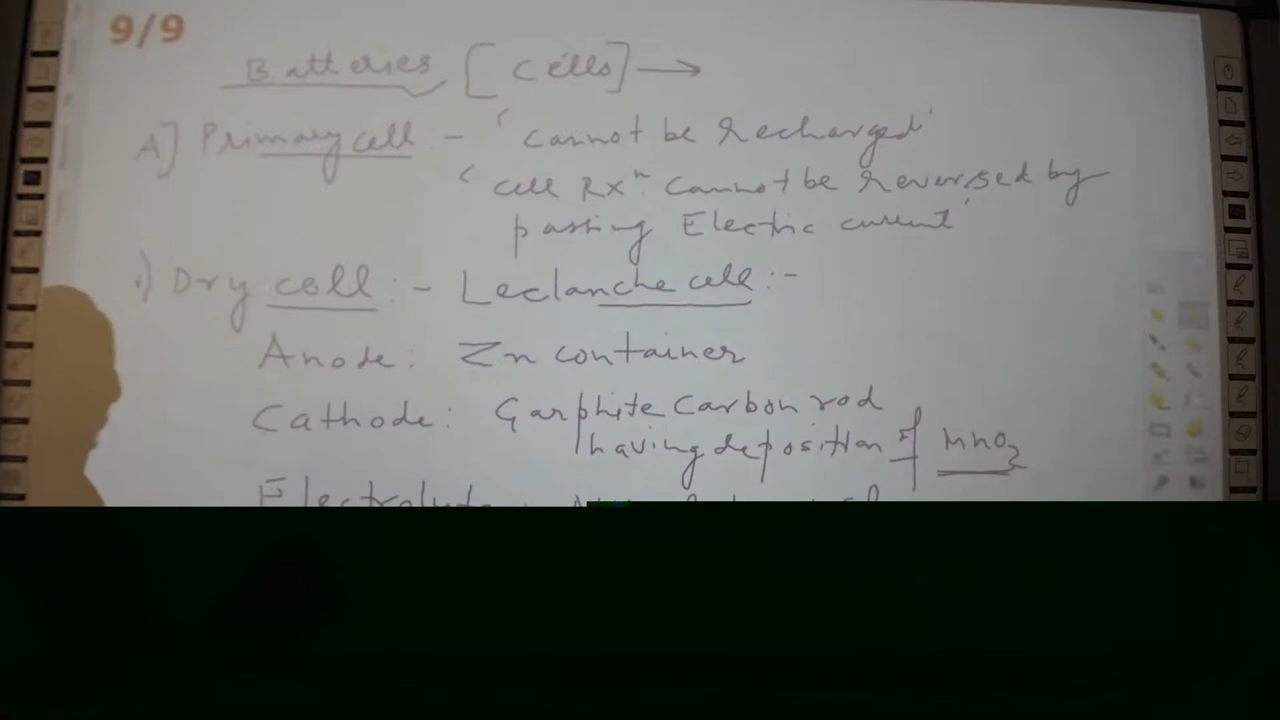 9/9
Batteries [Cells] →
A] Primary cell :- 'cannot be recharged'
'cell Rxⁿ. cannot be reversed by
passing Electric current'
i) Dry cell :- Leclanche cell :-
Anode : Zn container
Cathode : Garphite Carbon rod
having deposition of MnO₂
Electrolyte :